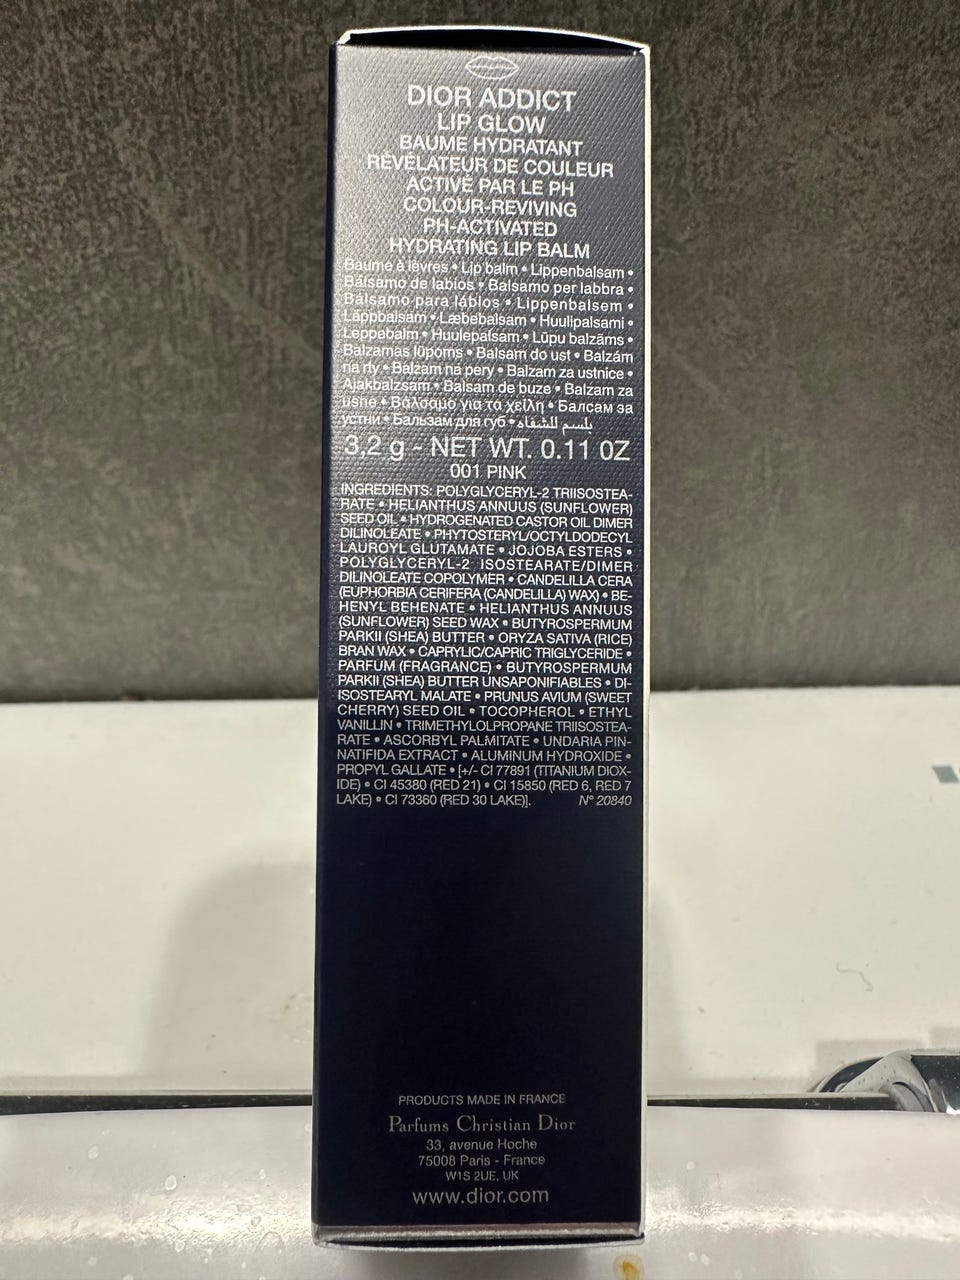 DIOR ADDICT
LIP GLOW
BAUME HYDRATANT
RÉVÉLATEUR DE COULEUR
ACTIVÉ PAR LE PH
COLOUR-REVIVING
PH-ACTIVATED
HYDRATING LIP BALM
Baume à lèvres • Lip balm • Lippenbalsam •
Bálsamo de labios • Balsamo per labbra •
Bálsamo para lábios • Lippenbalsem •
Läppbalsam • Læbebalsam • Huulipalsami •
Leppebalm • Huulepalsam • Lūpu balzāms •
Balzamas lūpoms • Balsam do ust • Balzám
na rty • Balzam na pery • Balzam za ustnice •
Ajakbalzsam • Balsam de buze • Balzam za
usne • Βάλσαμο για τα χείλη • Балсам за
устни • Бальзам для губ • بلسم للشفاه
3,2 g - NET WT. 0.11 OZ
001 PINK
INGREDIENTS: POLYGLYCERYL-2 TRIISOSTEA-
RATE • HELIANTHUS ANNUUS (SUNFLOWER)
SEED OIL • HYDROGENATED CASTOR OIL DIMER
DILINOLEATE • PHYTOSTERYL/OCTYLDODECYL
LAUROYL GLUTAMATE • JOJOBA ESTERS •
POLYGLYCERYL-2 ISOSTEARATE/DIMER
DILINOLEATE COPOLYMER • CANDELILLA CERA
(EUPHORBIA CERIFERA (CANDELILLA) WAX) • BE-
HENYL BEHENATE • HELIANTHUS ANNUUS
(SUNFLOWER) SEED WAX • BUTYROSPERMUM
PARKII (SHEA) BUTTER • ORYZA SATIVA (RICE)
BRAN WAX • CAPRYLIC/CAPRIC TRIGLYCERIDE •
PARFUM (FRAGRANCE) • BUTYROSPERMUM
PARKII (SHEA) BUTTER UNSAPONIFIABLES • DI-
ISOSTEARYL MALATE • PRUNUS AVIUM (SWEET
CHERRY) SEED OIL • TOCOPHEROL • ETHYL
VANILLIN • TRIMETHYLOLPROPANE TRIISOSTEA-
RATE • ASCORBYL PALMITATE • UNDARIA PIN-
NATIFIDA EXTRACT • ALUMINUM HYDROXIDE •
PROPYL GALLATE • [+/- CI 77891 (TITANIUM DIOX-
IDE) • CI 45380 (RED 21) • CI 15850 (RED 6, RED 7
LAKE) • CI 73360 (RED 30 LAKE)]. N° 20840
PRODUCTS MADE IN FRANCE
Parfums Christian Dior
33, avenue Hoche
75008 Paris - France
W1S 2UE, UK
www.dior.com